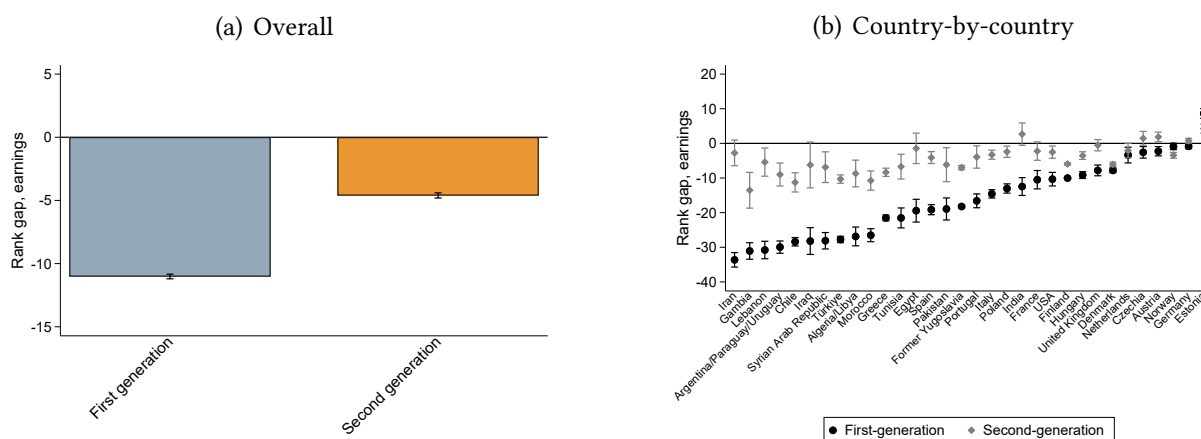 (a) Overall
5
0
-5
-10
-15
Rank gap, earnings
First generation
Second generation
(b) Country-by-country
20
10
0
-10
-20
-30
-40
Rank gap, earnings
Iran
Gambia
Lebanon
Argentina/Paraguay/Uruguay
Chile
Iraq
Syrian Arab Republic
Türkiye
Algeria/Libya
Morocco
Greece
Tunisia
Egypt
Spain
Pakistan
Former Yugoslavia
Portugal
Italy
Poland
India
France
USA
Finland
Hungary
United Kingdom
Denmark
Netherlands
Czechia
Austria
Norway
Germany
Estoni
First-generation
Second-generation